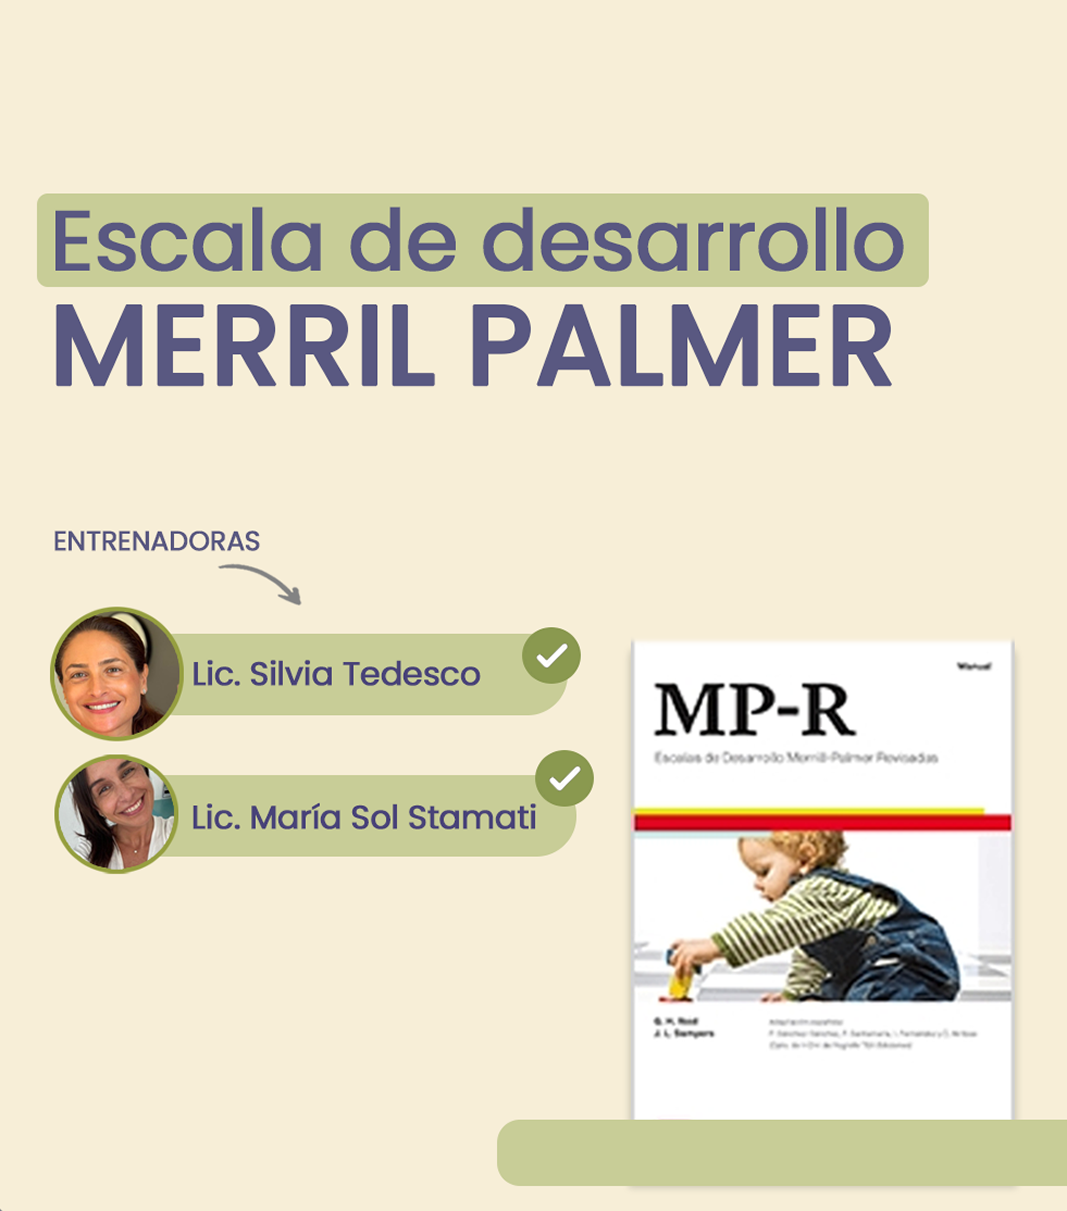 Escala de desarrollo
MERRIL PALMER
ENTRENADORAS
Lic. Silvia Tedesco
Lic. María Sol Stamati
Manual
MP-R
Escalas de Desarrollo Merrill-Palmer Revisadas
J. L. Sampers